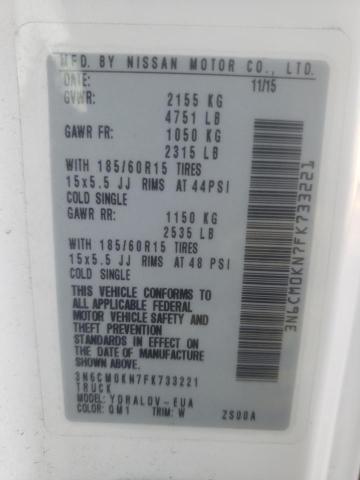 MFD. BY NISSAN MOTOR CO., LTD.
DATE: 11/15
GVWR: 2155 KG
4751 LB
GAWR FR: 1050 KG
2315 LB
WITH 185/60R15 TIRES
15x5.5 JJ RIMS AT 44PSI
COLD SINGLE
GAWR RR: 1150 KG
2535 LB
WITH 185/60R15 TIRES
15x5.5 JJ RIMS AT 48 PSI
COLD SINGLE
THIS VEHICLE CONFORMS TO
ALL APPLICABLE FEDERAL
MOTOR VEHICLE SAFETY AND
THEFT PREVENTION
STANDARDS IN EFFECT ON
THE DATE OF MANUFACTURE
SHOWN ABOVE.
3N6CM0KN7FK733221
TRUCK
MODEL: YDRALDV-EUA
COLOR: QM1 TRIM: W ZS00A
3N6CM0KN7FK733221